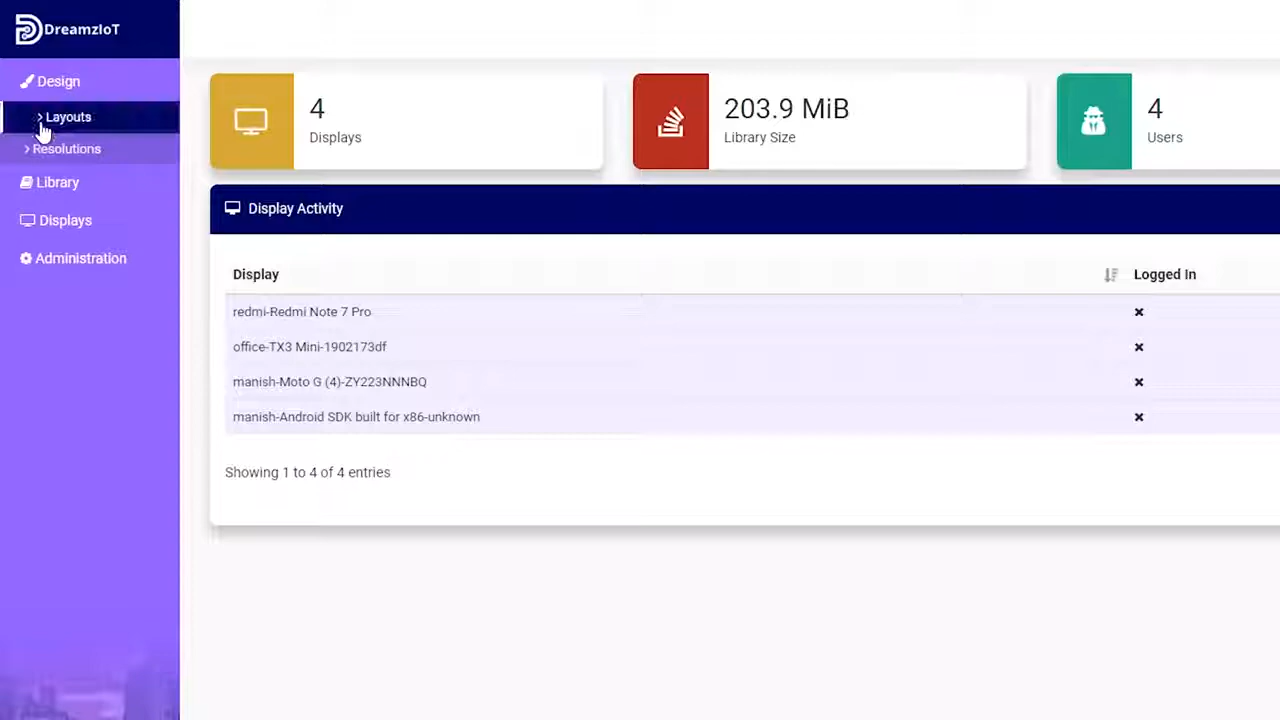 DreamzIoT
Design
Layouts
Resolutions
Library
Displays
Administration
4
Displays
203.9 MiB
Library Size
4
Users
Display Activity
Display Logged In
redmi-Redmi Note 7 Pro
office-TX3 Mini-1902173df
manish-Moto G (4)-ZY223NNNBQ
manish-Android SDK built for x86-unknown
Showing 1 to 4 of 4 entries